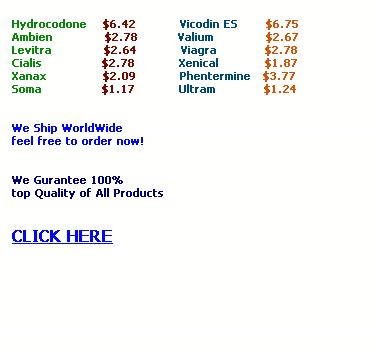 Hydrocodone $6.42 Vicodin ES $6.75
Ambien $2.78 Valium $2.67
Levitra $2.64 Viagra $2.78
Cialis $2.78 Xenical $1.87
Xanax $2.09 Phentermine $3.77
Soma $1.17 Ultram $1.24
We Ship WorldWide
feel free to order now!
We Gurantee 100%
top Quality of All Products
CLICK HERE